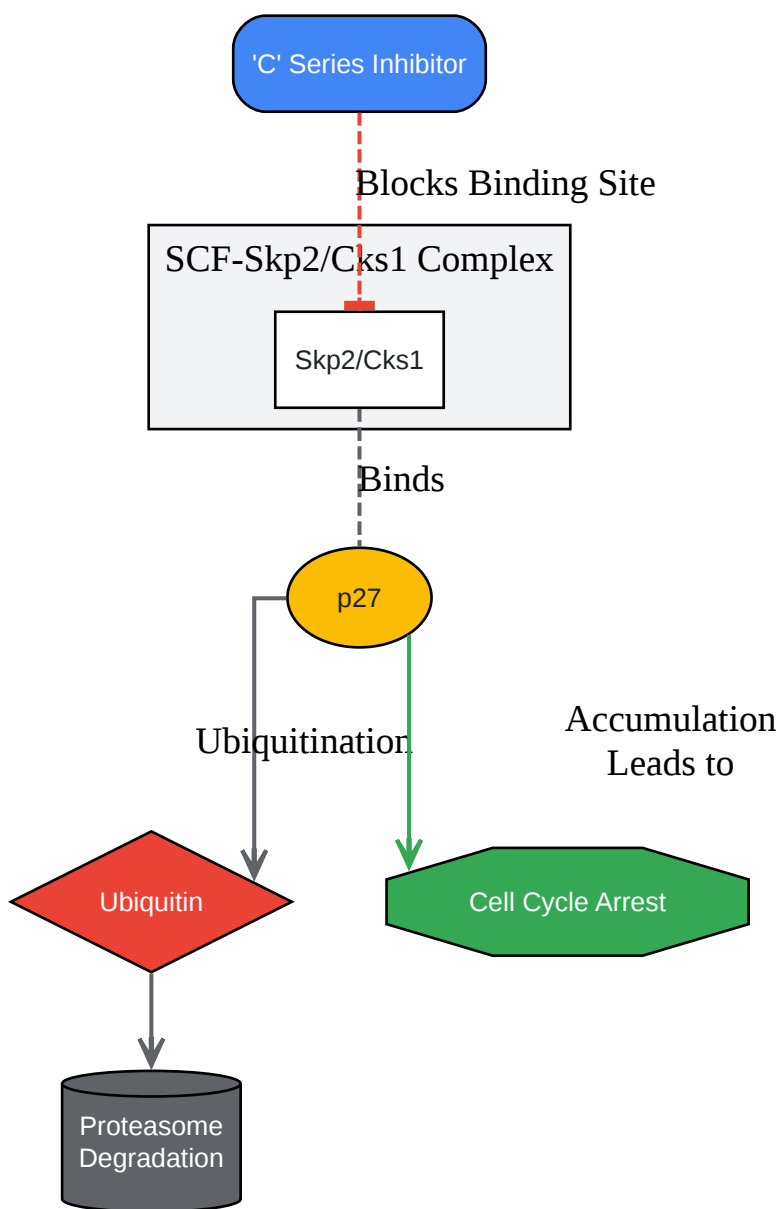 'C' Series Inhibitor
Blocks Binding Site
SCF-Skp2/Cks1 Complex
Skp2/Cks1
Binds
p27
Ubiquitination
Accumulation
Leads to
Ubiquitin
Cell Cycle Arrest
Proteasome
Degradation